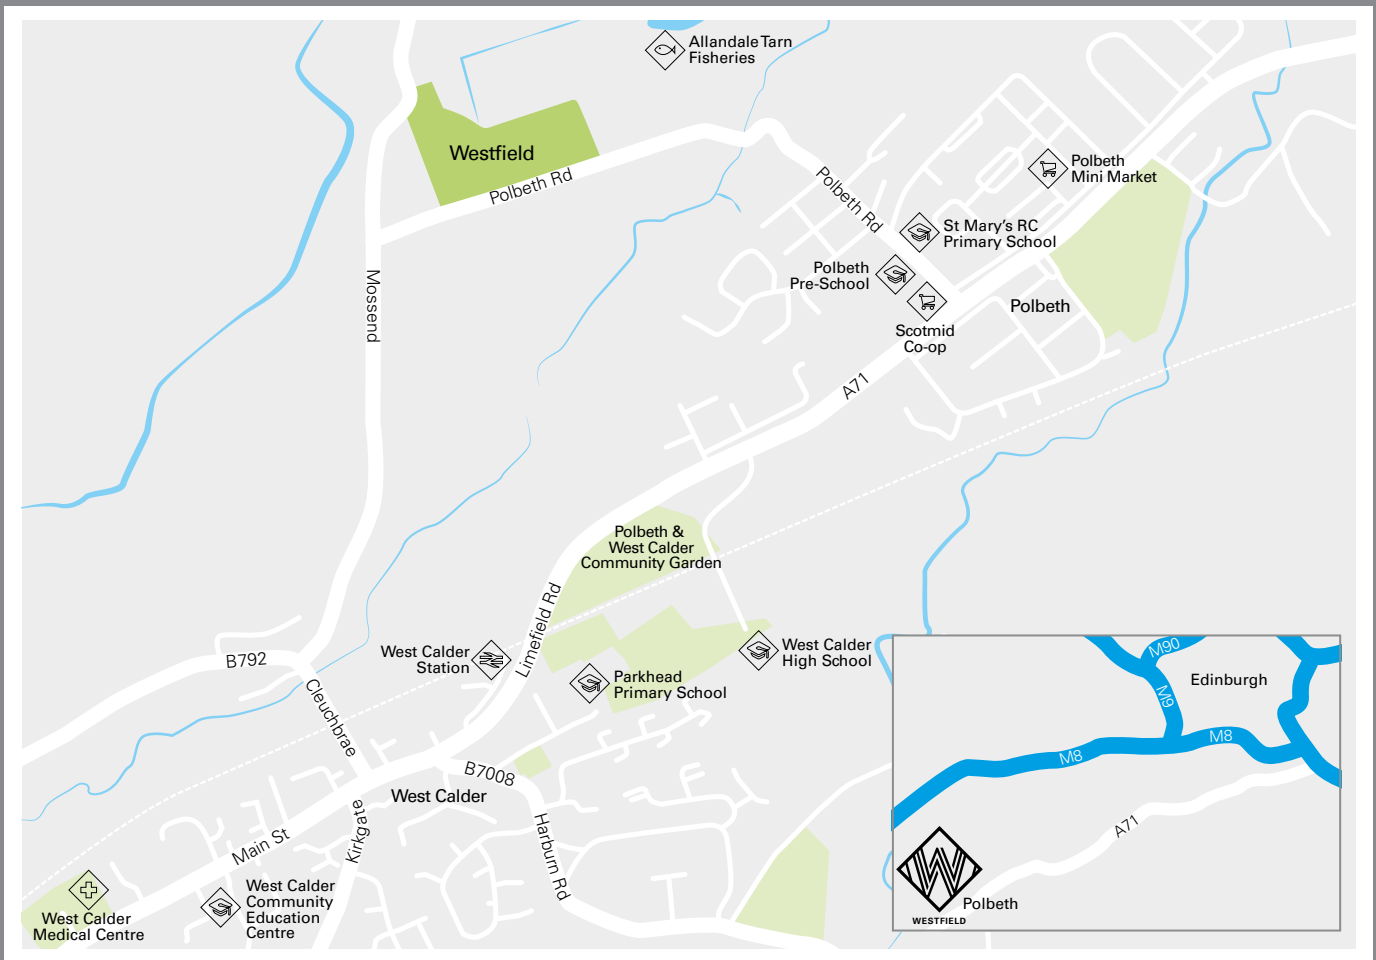 Allandale Tarn
Fisheries
Westfield
Polbeth Rd
Polbeth Rd
Polbeth
Mini Market
St Mary's RC
Primary School
Polbeth
Pre-School
Scotmid
Co-op
Polbeth
Mossend
A71
Polbeth &
West Calder
Community Garden
Limefield Rd
West Calder
Station
West Calder
High School
Parkhead
Primary School
B792
Cleuchbrae
B7008
West Calder
Main St
Kirkgate
Harburn Rd
West Calder
Medical Centre
West Calder
Community
Education
Centre
M90
M9
Edinburgh
M8
M8
A71
W
Polbeth
WESTFIELD